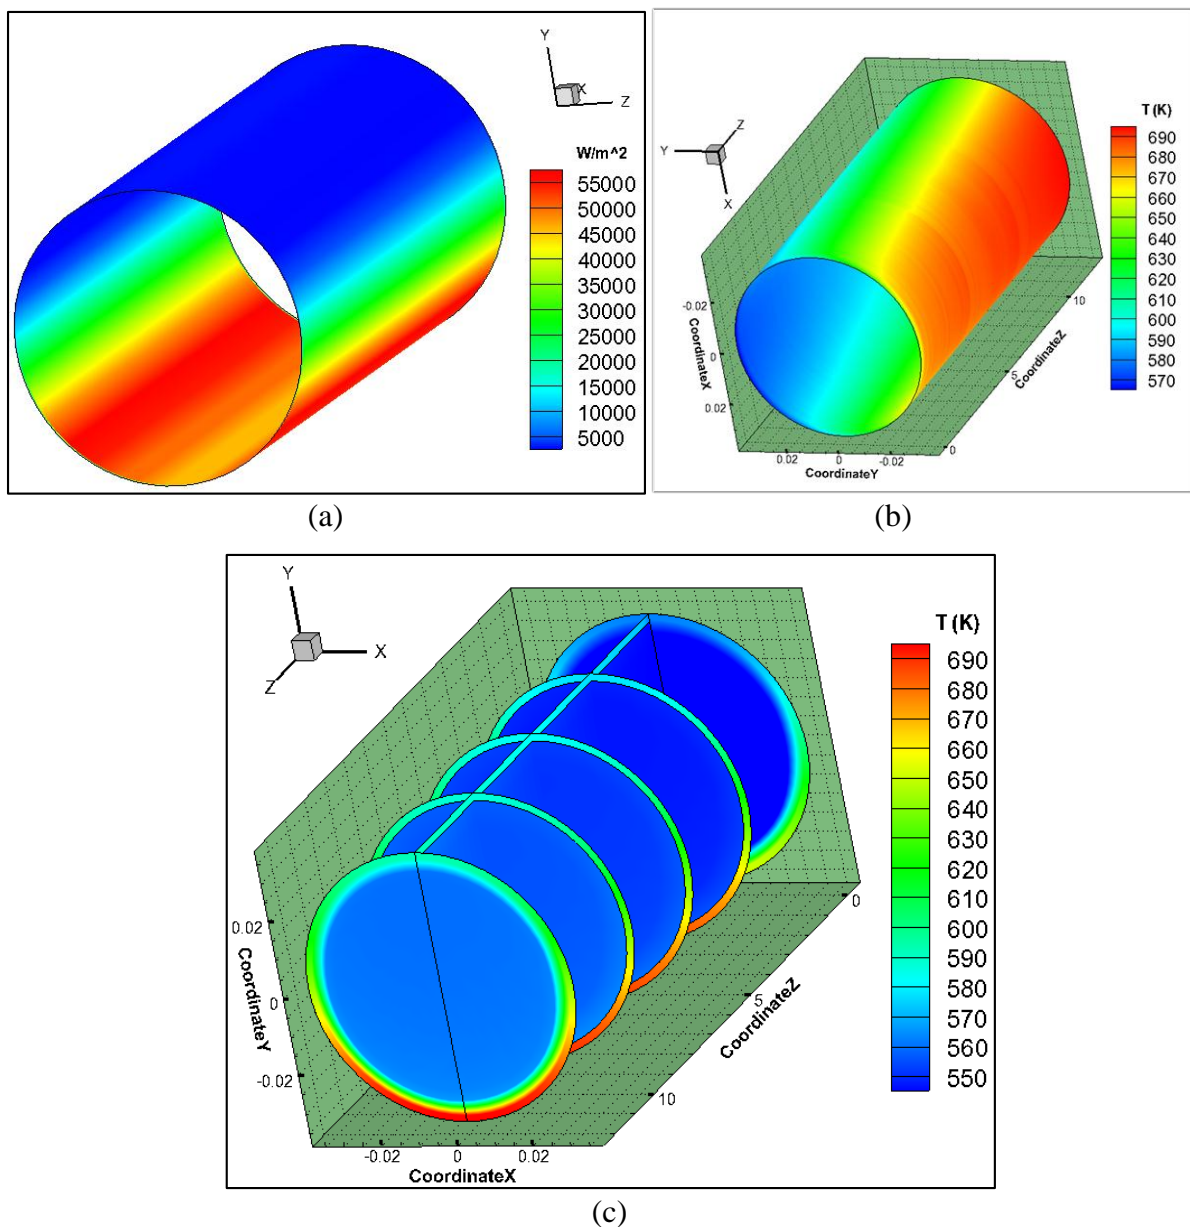 Y
X
Z
W/m^2
55000
50000
45000
40000
35000
30000
25000
20000
15000
10000
5000
(a)
Z
Y
X
T (K)
690
680
670
660
650
640
630
620
610
600
590
580
570
-0.02
0
0.02
CoordinateX
0.02
0
-0.02
CoordinateY
0
5
10
CoordinateZ
(b)
Y
X
Z
T (K)
690
680
670
660
650
640
630
620
610
600
590
580
570
560
550
0.02
0
-0.02
CoordinateY
-0.02
0
0.02
CoordinateX
0
5
10
CoordinateZ
(c)